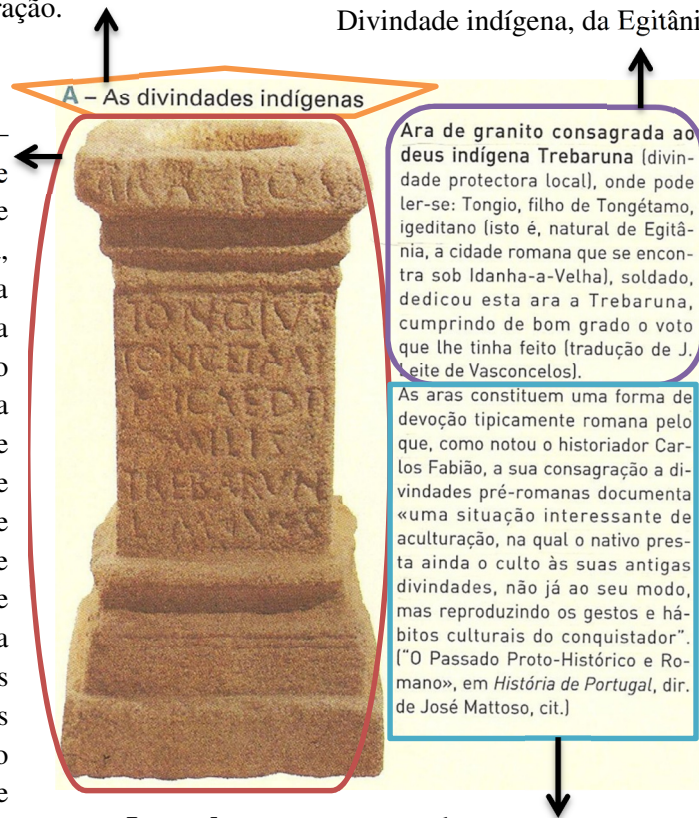 ração.
Divindade indígena, da Egitâni
A – As divindades indígenas
–
e
e
,
a
a
o
a
e
e
e
e
e
a
s
s
o
e
ARA POS
TONGIVS
TONGETAMI
MILIS
TREBARVN
Ara de granito consagrada ao
deus indígena Trebaruna (divin-
dade protectora local), onde pode
ler-se: Tongio, filho de Tongétamo,
igeditano (isto é, natural de Egitâ-
nia, a cidade romana que se encon-
tra sob Idanha-a-Velha), soldado,
dedicou esta ara a Trebaruna,
cumprindo de bom grado o voto
que lhe tinha feito (tradução de J.
Leite de Vasconcelos).
As aras constituem uma forma de
devoção tipicamente romana pelo
que, como notou o historiador Car-
los Fabião, a sua consagração a di-
vindades pré-romanas documenta
«uma situação interessante de
aculturação, na qual o nativo pres-
ta ainda o culto às suas antigas
divindades, não já ao seu modo,
mas reproduzindo os gestos e há-
bitos culturais do conquistador”.
(“O Passado Proto-Histórico e Ro-
mano», em História de Portugal, dir.
de José Mattoso, cit.)